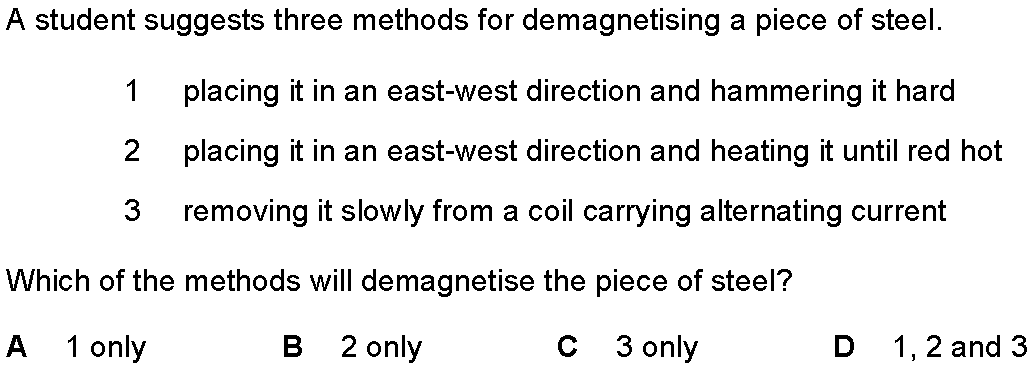 A student suggests three methods for demagnetising a piece of steel.
1 placing it in an east-west direction and hammering it hard
2 placing it in an east-west direction and heating it until red hot
3 removing it slowly from a coil carrying alternating current
Which of the methods will demagnetise the piece of steel?
A 1 only B 2 only C 3 only D 1, 2 and 3